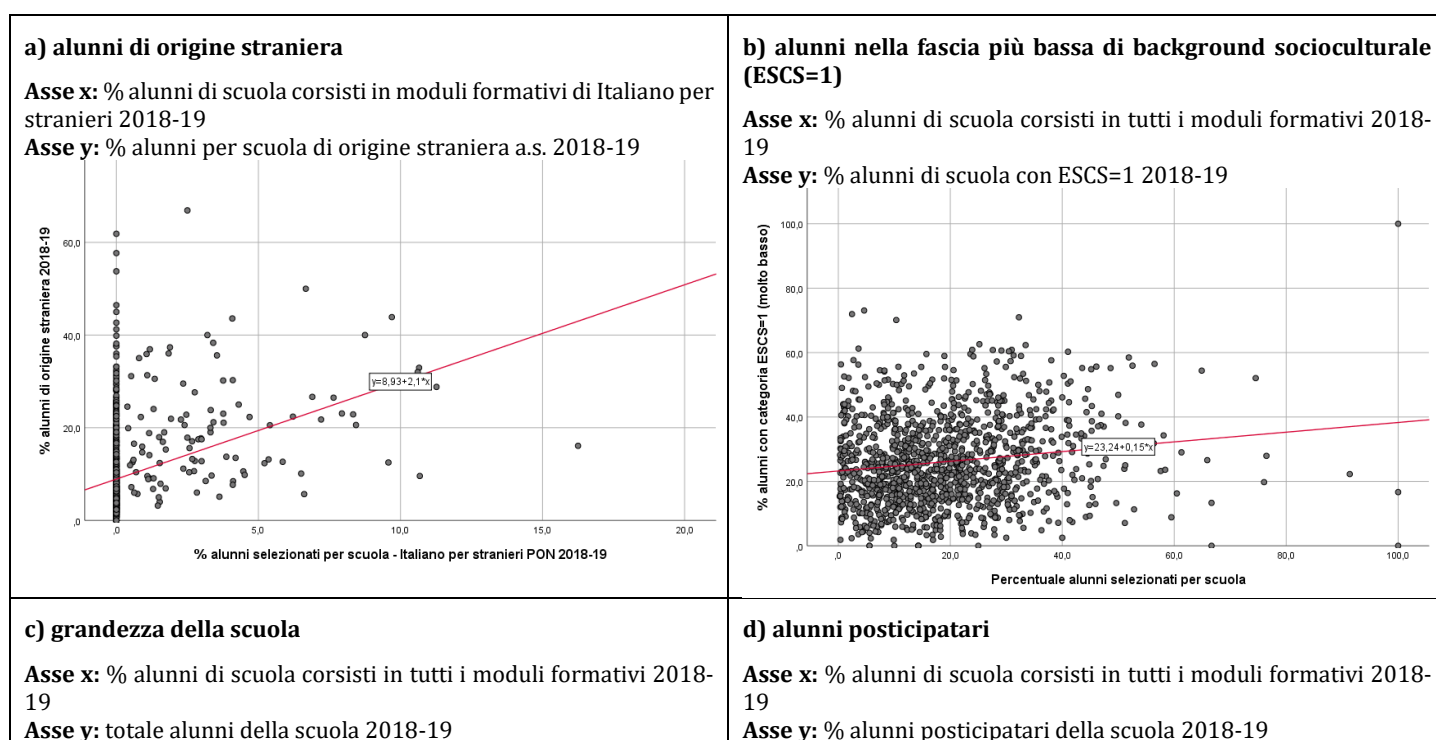 a) alunni di origine straniera
Asse x: % alunni di scuola corsisti in moduli formativi di Italiano per
stranieri 2018-19
Asse y: % alunni per scuola di origine straniera a.s. 2018-19
% alunni di origine straniera 2018-19
60,0
40,0
20,0
,0
y=8,93+2,1*x
,0 5,0 10,0 15,0 20,0
% alunni selezionati per scuola - Italiano per stranieri PON 2018-19
b) alunni nella fascia più bassa di background socioculturale
(ESCS=1)
Asse x: % alunni di scuola corsisti in tutti i moduli formativi 2018-
19
Asse y: % alunni di scuola con ESCS=1 2018-19
% alunni con categoria ESCS=1 (molto basso)
100,0
80,0
60,0
40,0
20,0
,0
y=23,24+0,15*x
,0 20,0 40,0 60,0 80,0 100,0
Percentuale alunni selezionati per scuola
c) grandezza della scuola
Asse x: % alunni di scuola corsisti in tutti i moduli formativi 2018-
19
Asse y: totale alunni della scuola 2018-19
d) alunni posticipatari
Asse x: % alunni di scuola corsisti in tutti i moduli formativi 2018-
19
Asse y: % alunni posticipatari della scuola 2018-19